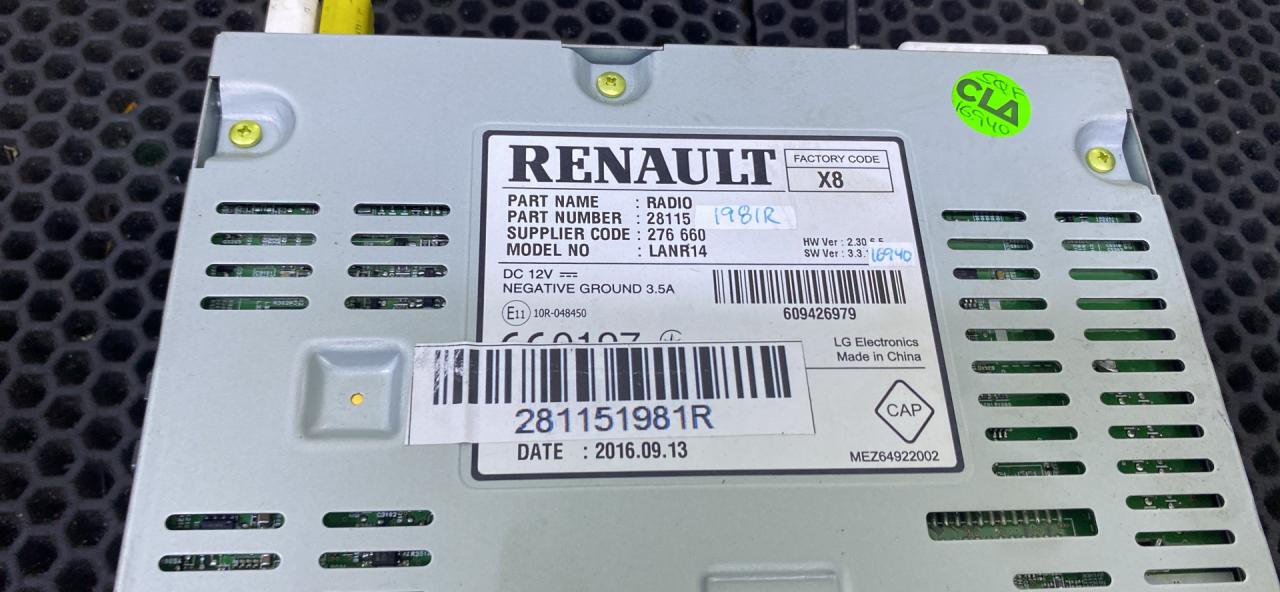 SQF
CLA
16940
RENAULT
FACTORY CODE
X8
PART NAME : RADIO
PART NUMBER : 28115 1981R
SUPPLIER CODE : 276 660
MODEL NO : LANR14
HW Ver : 2.30
SW Ver : 3.3. 16940
DC 12V
NEGATIVE GROUND 3.5A
609426979
E11 10R-048450
LG Electronics
Made in China
281151981R
CAP
DATE : 2016.09.13
MEZ64922002